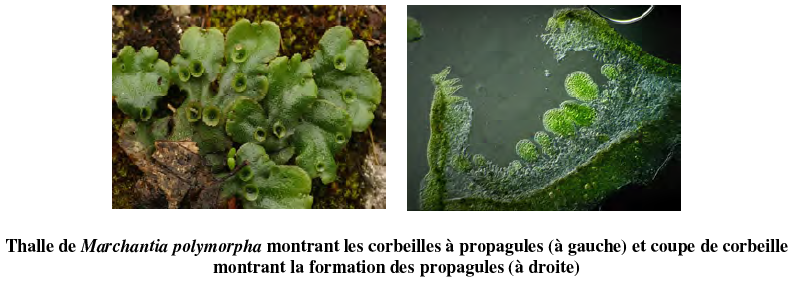 Thalle de Marchantia polymorpha montrant les corbeilles à propagules (à gauche) et coupe de corbeille
montrant la formation des propagules (à droite)